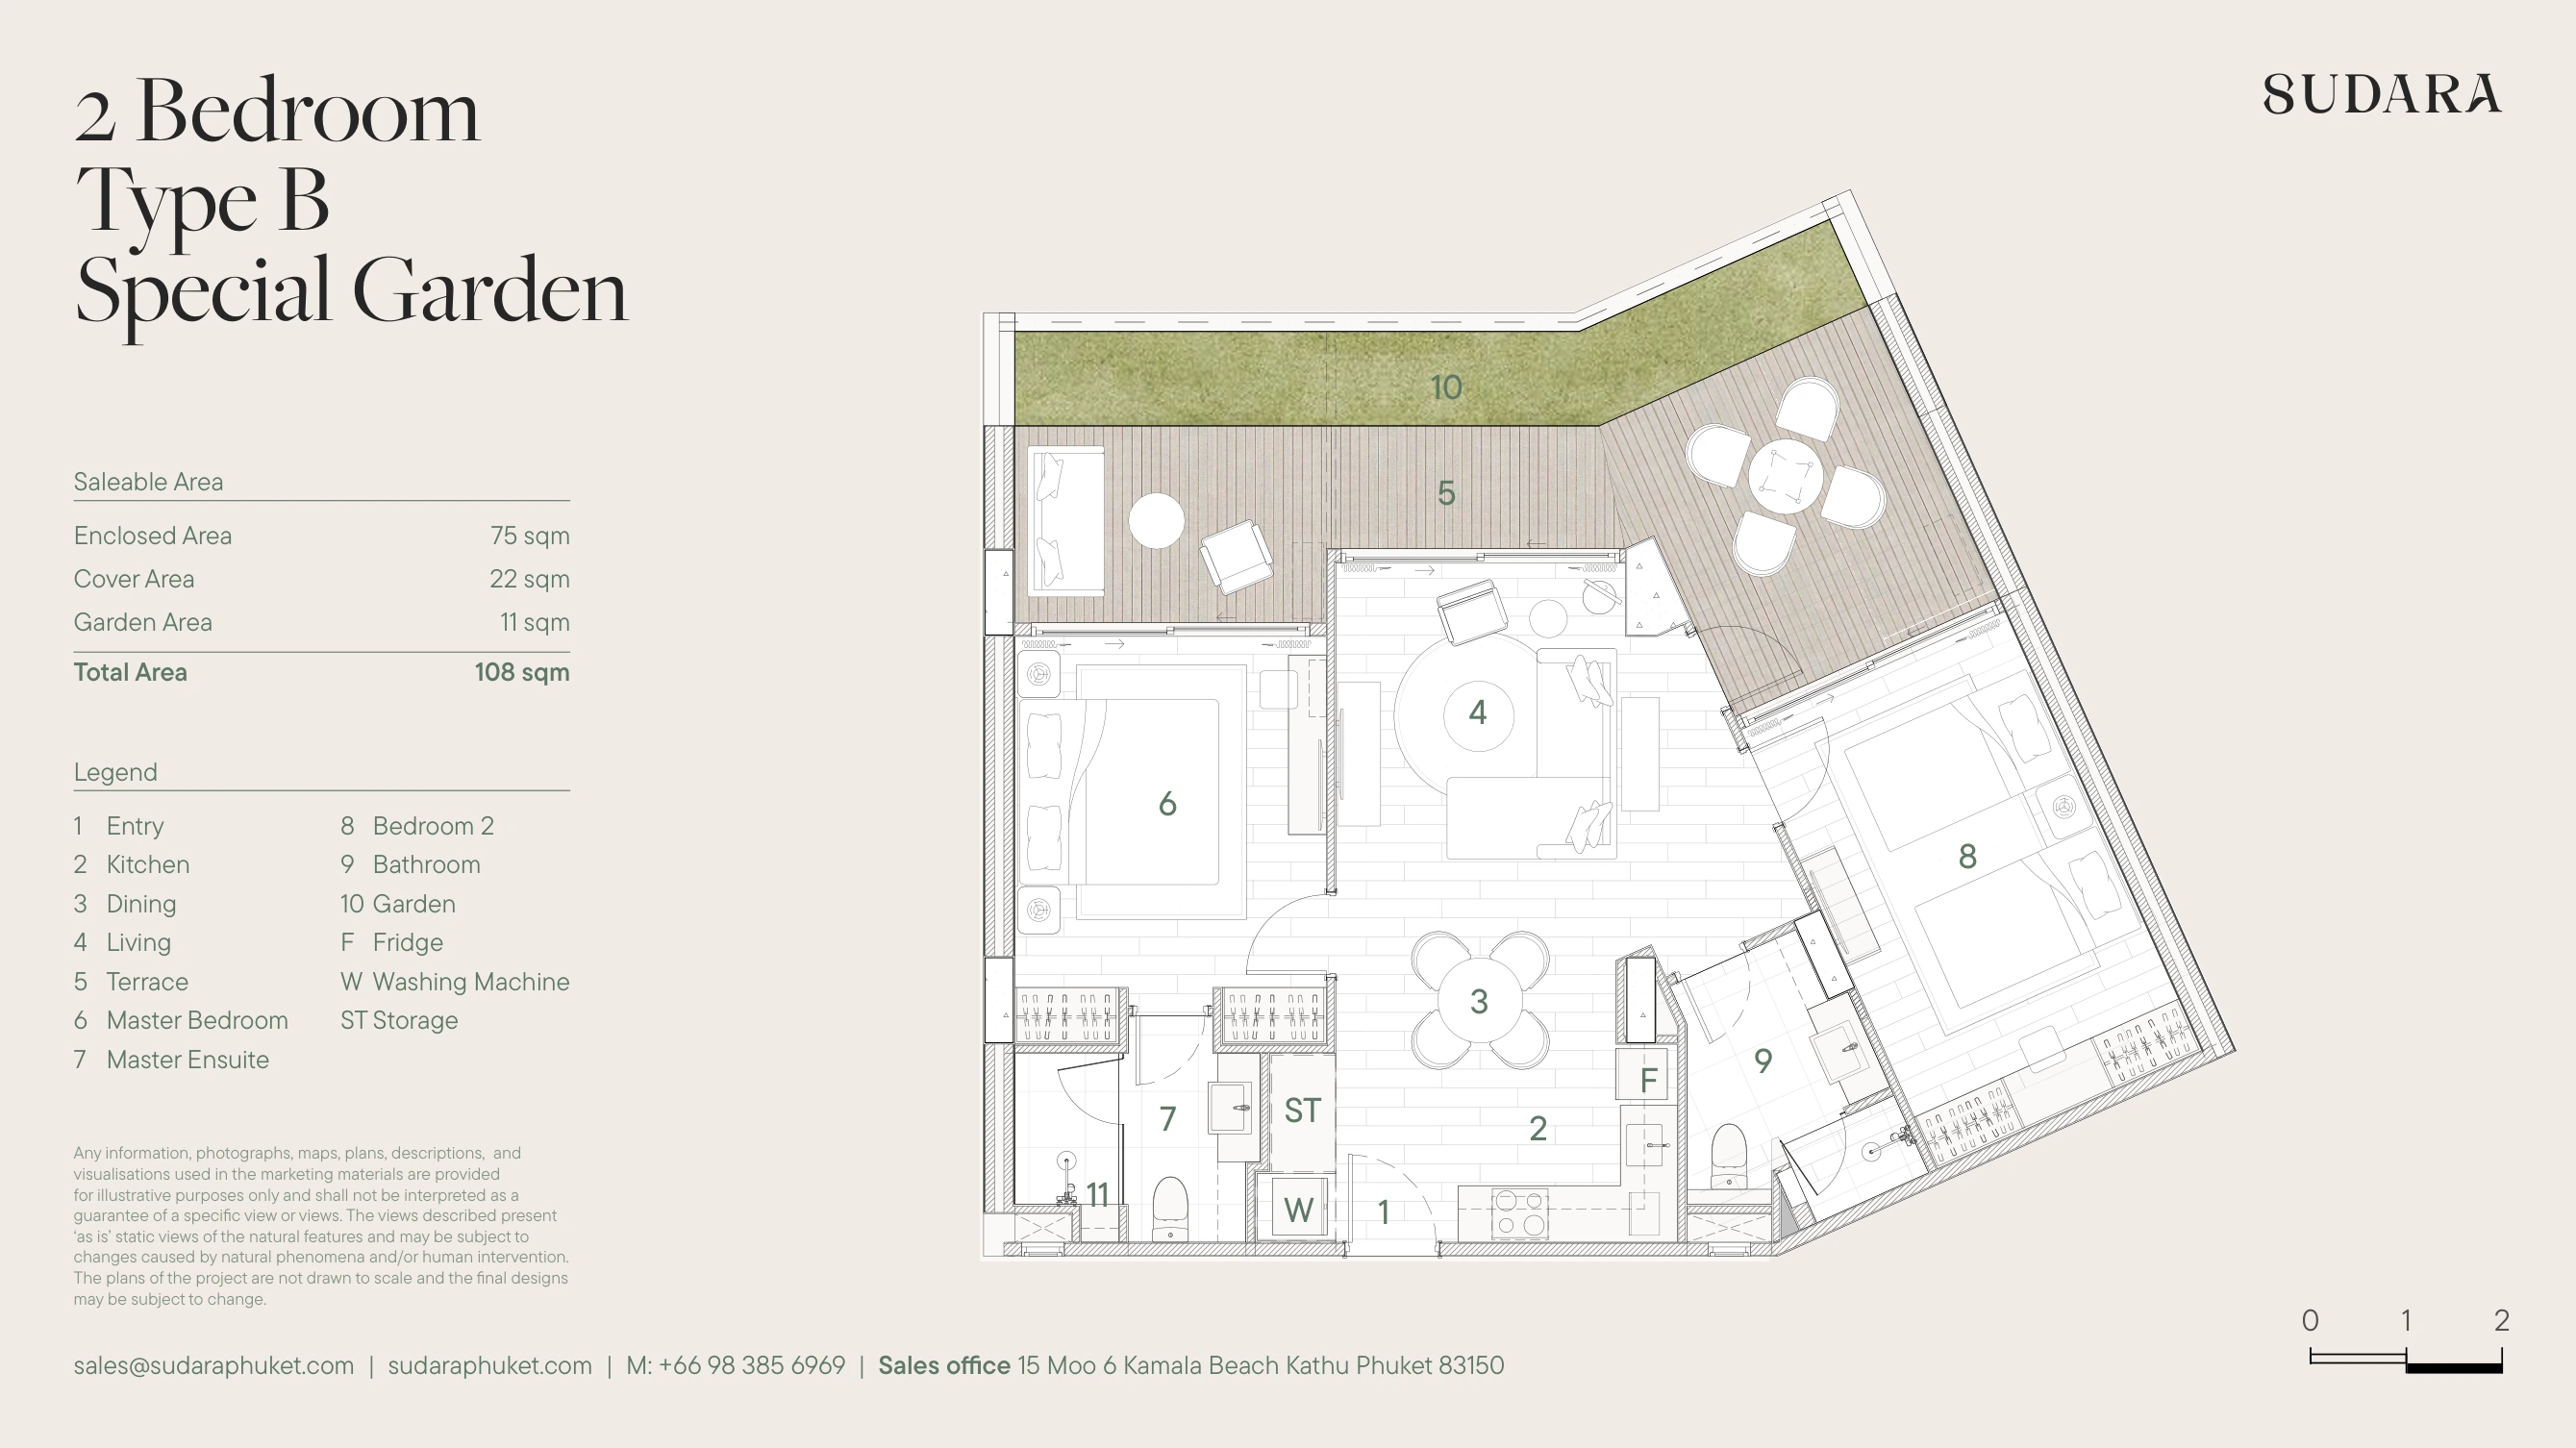 2 Bedroom
Type B
Special Garden
SUDARA
Saleable Area
Enclosed Area 75 sqm
Cover Area 22 sqm
Garden Area 11 sqm
Total Area 108 sqm
Legend
1 Entry
2 Kitchen
3 Dining
4 Living
5 Terrace
6 Master Bedroom
7 Master Ensuite
8 Bedroom 2
9 Bathroom
10 Garden
F Fridge
W Washing Machine
ST Storage
Any information, photographs, maps, plans, descriptions, and
visualisations used in the marketing materials are provided
for illustrative purposes only and shall not be interpreted as a
guarantee of a specific view or views. The views described present
‘as is’ static views of the natural features and may be subject to
changes caused by natural phenomena and/or human intervention.
The plans of the project are not drawn to scale and the final designs
may be subject to change.
10
5
4
6
8
3
9
F
ST
7
2
11
W
1
0 1 2
sales@sudaraphuket.com | sudaraphuket.com | M: +66 98 385 6969 | Sales office 15 Moo 6 Kamala Beach Kathu Phuket 83150